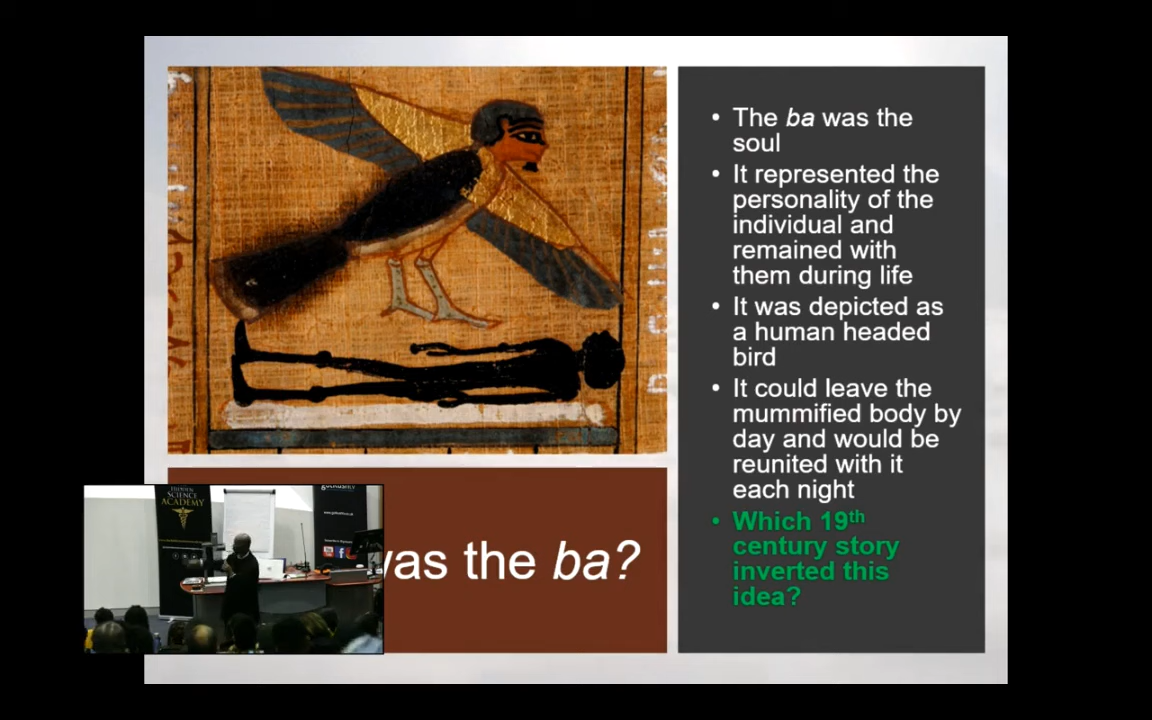 • The ba was the
soul
• It represented the
personality of the
individual and
remained with
them during life
• It was depicted as
a human headed
bird
• It could leave the
mummified body by
day and would be
reunited with it
each night
• Which 19th
century story
inverted this
idea?
was the ba?
SCIENCE
ACADEMY